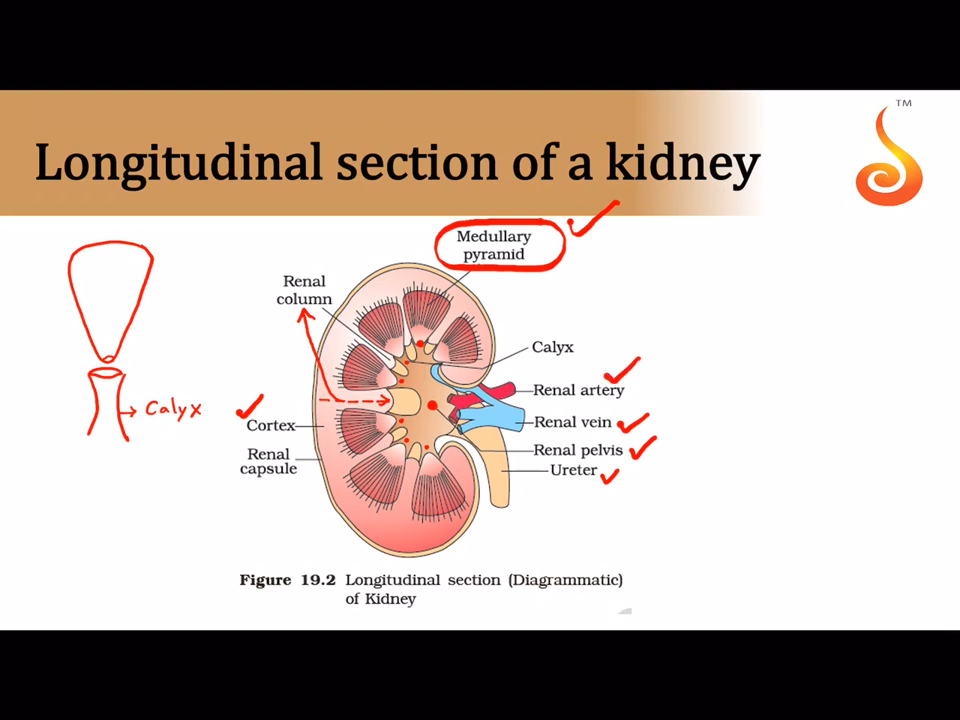 TM
Longitudinal section of a kidney
Medullary
pyramid
Renal
column
Calyx
Renal artery
Calyx
Cortex
Renal vein
Renal
capsule
Renal pelvis
Ureter
Figure 19.2 Longitudinal section (Diagrammatic)
of Kidney